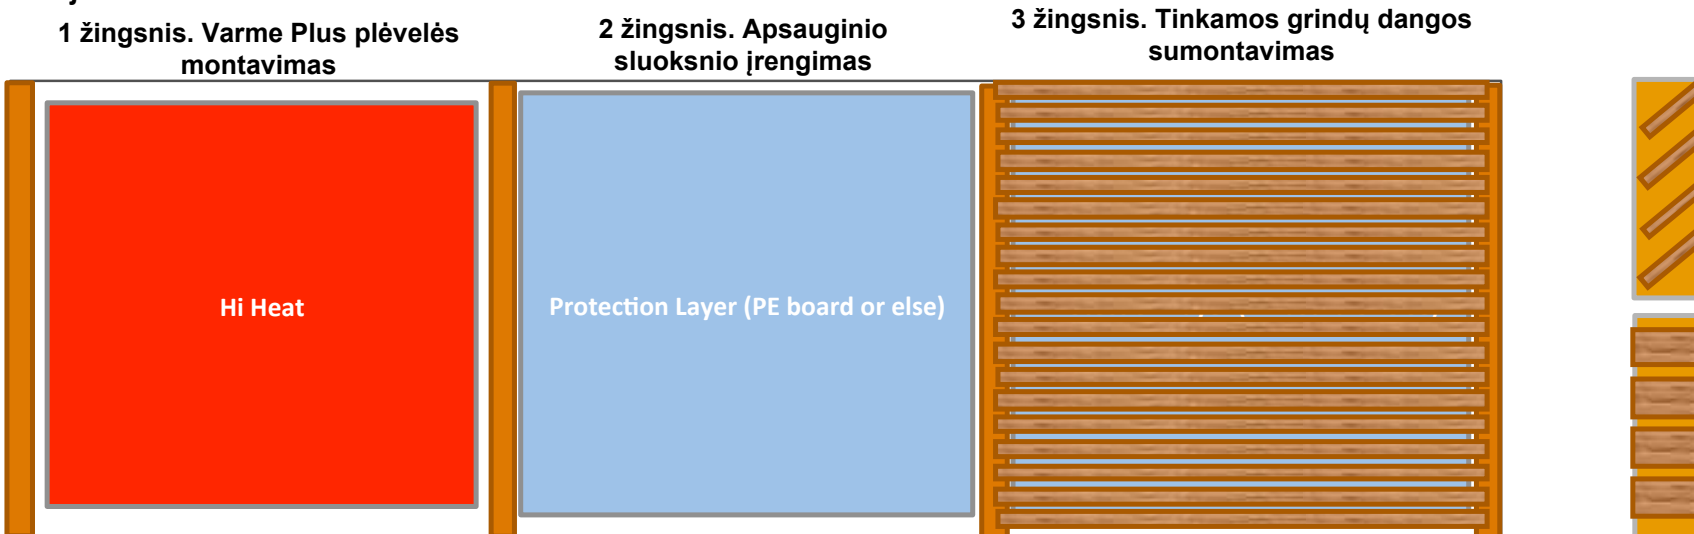 1 žingsnis. Varme Plus plėvelės
montavimas
2 žingsnis. Apsauginio
sluoksnio įrengimas
3 žingsnis. Tinkamos grindų dangos
sumontavimas
Hi Heat
Protection Layer (PE board or else)